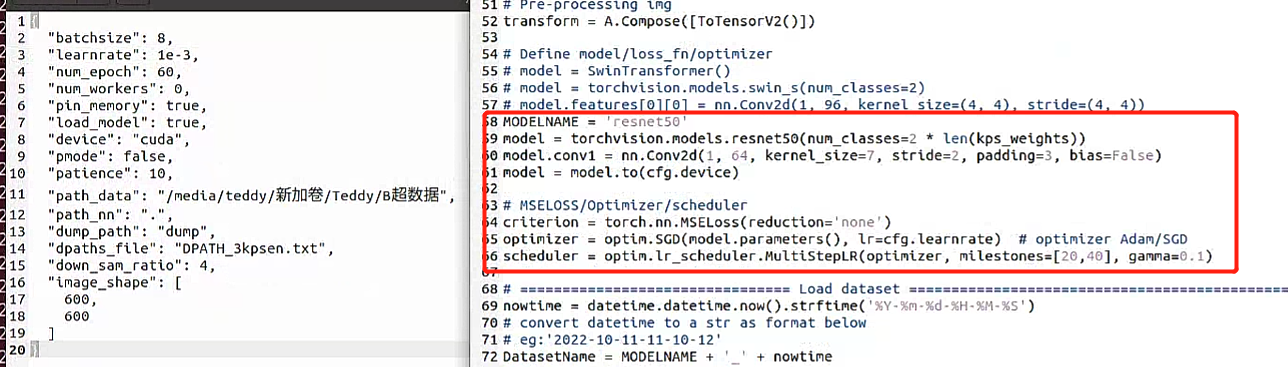 1 {
2 "batchsize": 8,
3 "learnrate": 1e-3,
4 "num_epoch": 60,
5 "num_workers": 0,
6 "pin_memory": true,
7 "load_model": true,
8 "device": "cuda",
9 "pmode": false,
10 "patience": 10,
11 "path_data": "/media/teddy/新加卷/Teddy/B超数据",
12 "path_nn": ".",
13 "dump_path": "dump",
14 "dpaths_file": "DPATH_3kpsen.txt",
15 "down_sam_ratio": 4,
16 "image_shape": [
17 600,
18 600
19 ]
20 }
51 # Pre-processing img
52 transform = A.Compose([ToTensorV2()])
53
54 # Define model/loss_fn/optimizer
55 # model = SwinTransformer()
56 # model = torchvision.models.swin_s(num_classes=2)
57 # model.features[0][0] = nn.Conv2d(1, 96, kernel_size=(4, 4), stride=(4, 4))
58 MODELNAME = 'resnet50'
59 model = torchvision.models.resnet50(num_classes=2 * len(kps_weights))
60 model.conv1 = nn.Conv2d(1, 64, kernel_size=7, stride=2, padding=3, bias=False)
61 model = model.to(cfg.device)
62
63 # MSELOSS/Optimizer/scheduler
64 criterion = torch.nn.MSELoss(reduction='none')
65 optimizer = optim.SGD(model.parameters(), lr=cfg.learnrate) # optimizer Adam/SGD
66 scheduler = optim.lr_scheduler.MultiStepLR(optimizer, milestones=[20,40], gamma=0.1)
67
68 # ================================ Load dataset ============================================
69 nowtime = datetime.datetime.now().strftime('%Y-%m-%d-%H-%M-%S')
70 # convert datetime to a str as format below
71 # eg:'2022-10-11-11-10-12'
72 DatasetName = MODELNAME + '_' + nowtime